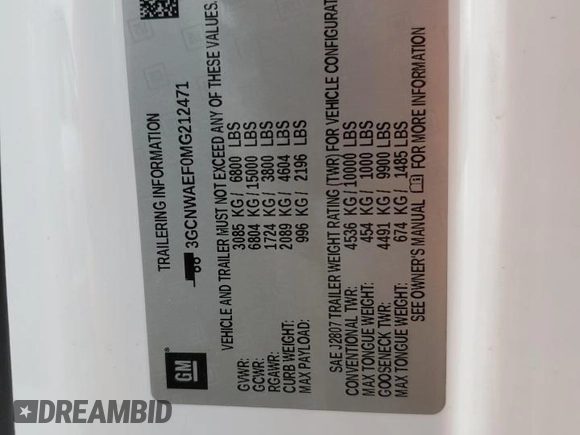 TRAILERING INFORMATION
3GCNWAEF0MG212471
VEHICLE AND TRAILER MUST NOT EXCEED ANY OF THESE VALUES.
GVWR: 3085 KG / 6800 LBS
GCWR: 6804 KG / 15000 LBS
RGAWR: 1724 KG / 3800 LBS
CURB WEIGHT: 2089 KG / 4604 LBS
MAX PAYLOAD: 996 KG / 2196 LBS
SAE J2807 TRAILER WEIGHT RATING (TWR) FOR VEHICLE
CONVENTIONAL TWR: 4536 KG / 10000 LBS
MAX TONGUE WEIGHT: 454 KG / 1000 LBS
GOOSENECK TWR: 4491 KG / 9900 LBS
MAX TONGUE WEIGHT: 674 KG / 1485 LBS
SEE OWNER'S MANUAL FOR MORE INFORMATION
GM
DREAMBID